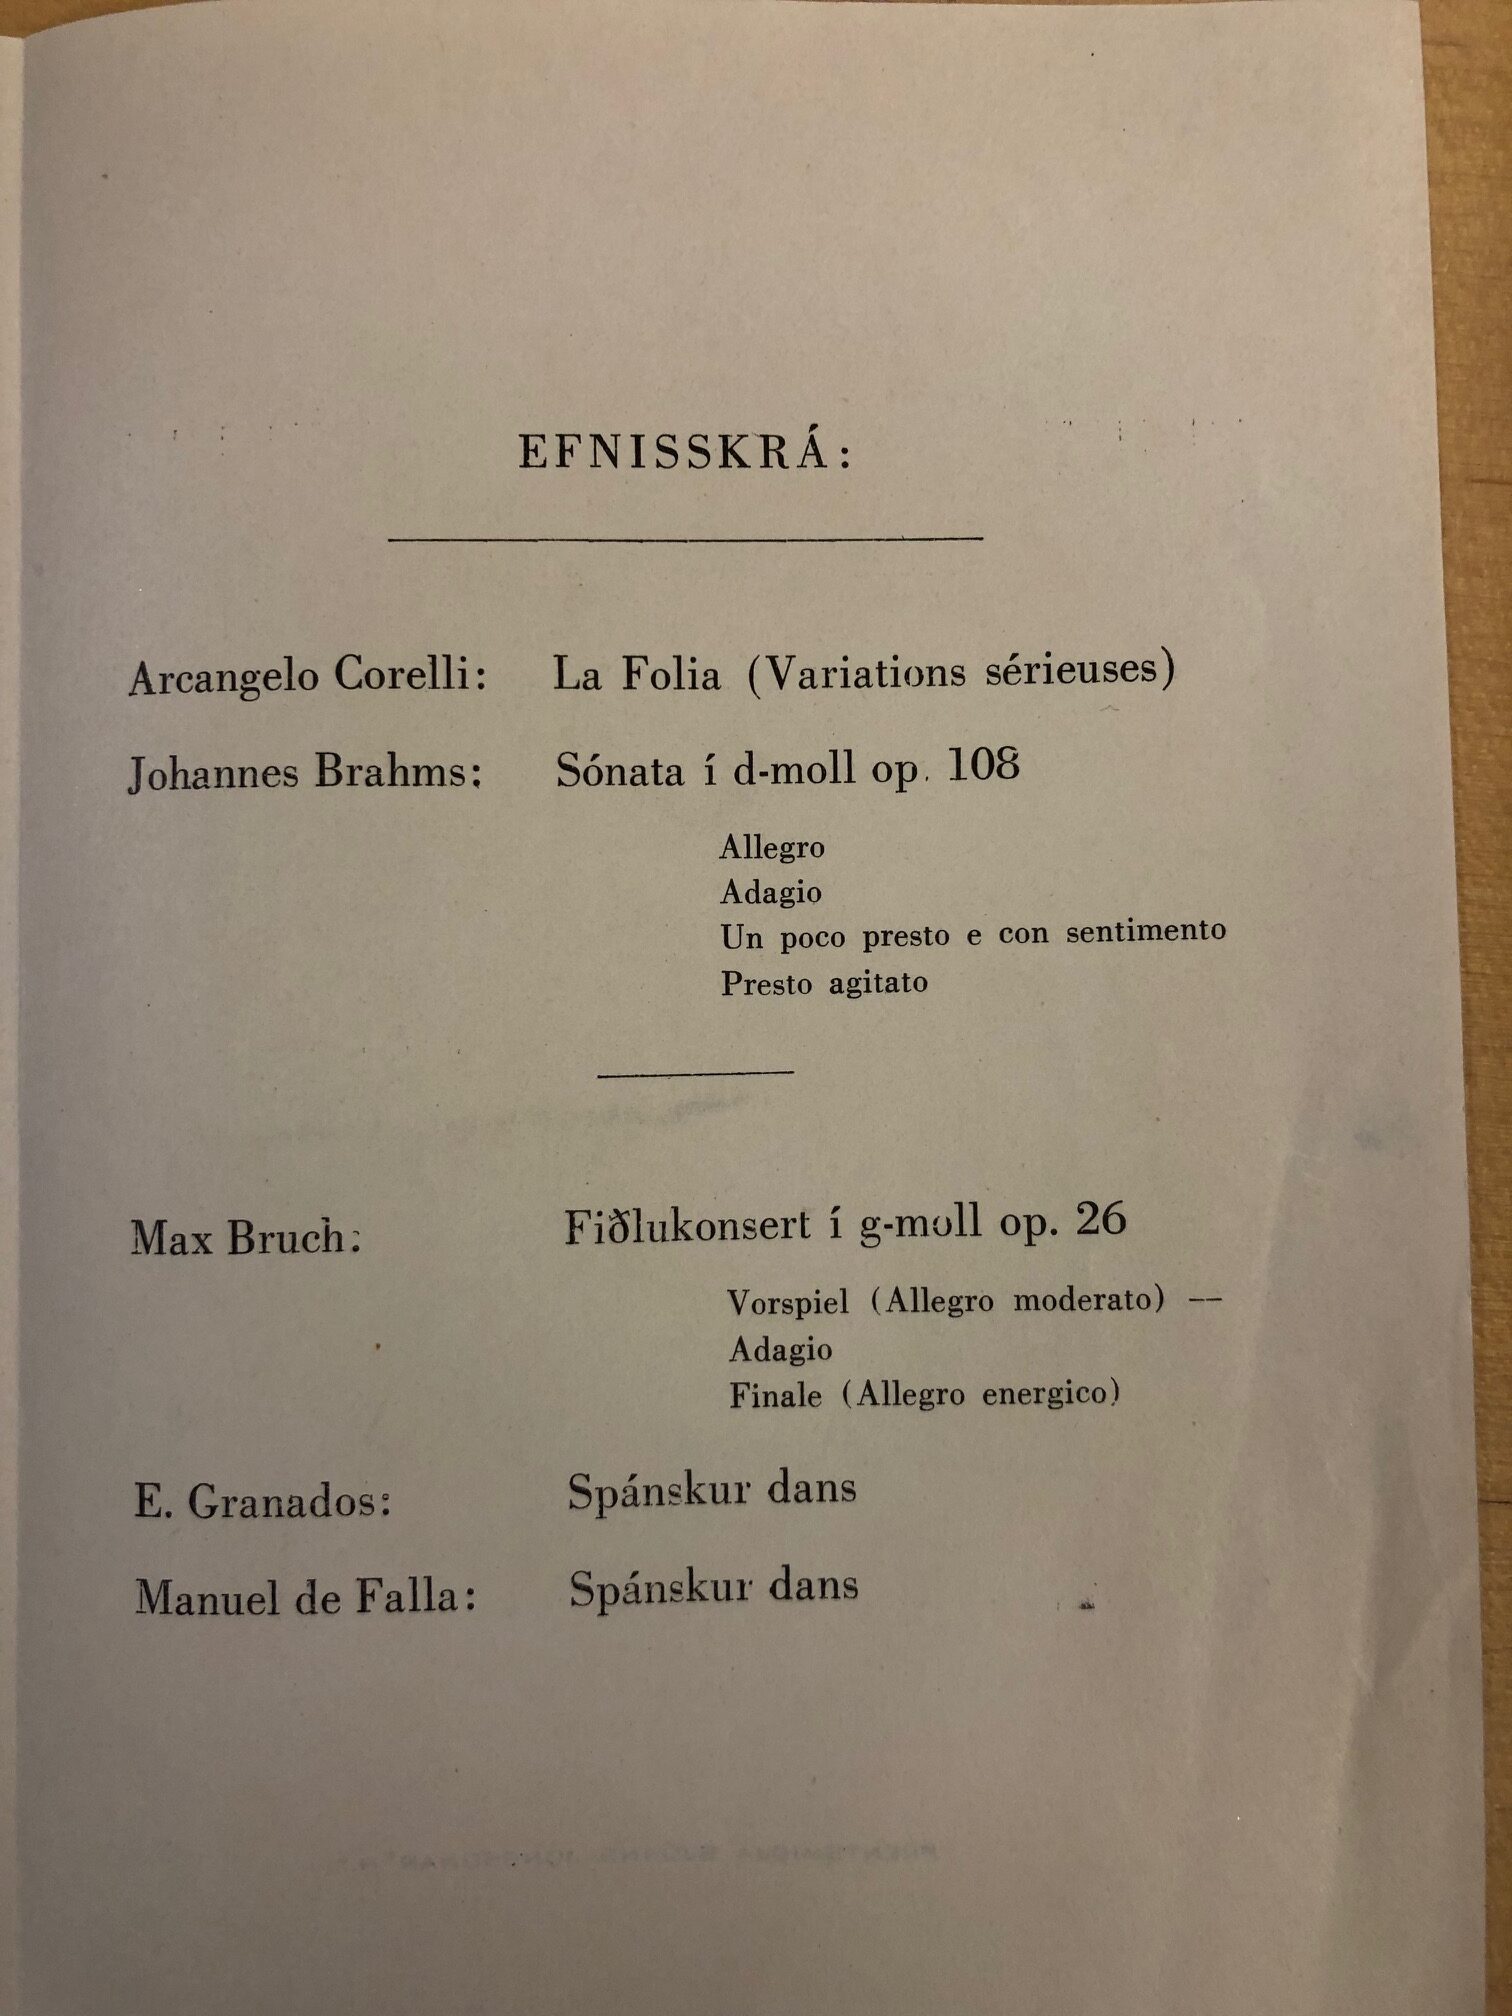 EFNISSKRÁ:
Arcangelo Corelli: La Folia (Variations sérieuses)
Johannes Brahms: Sónata í d-moll op. 108
Allegro
Adagio
Un poco presto e con sentimento
Presto agitato
Max Bruch: Fiðlukonsert í g-moll op. 26
Vorspiel (Allegro moderato) —
Adagio
Finale (Allegro energico)
E. Granados: Spánskur dans
Manuel de Falla: Spánskur dans